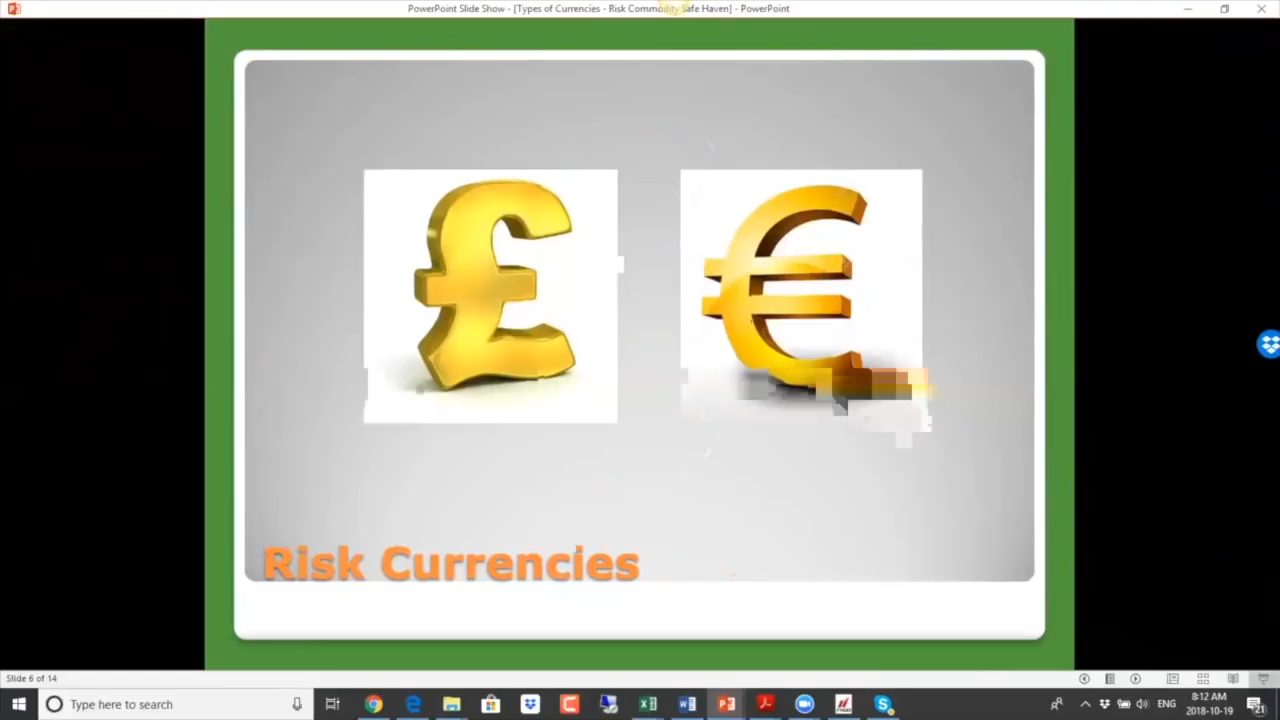 PowerPoint Slide Show - [Types of Currencies - Risk Commodity Safe Haven] - PowerPoint
£ €
Risk Currencies
Slide 6 of 14
Type here to search
ENG
8:12 AM
2018-10-19
21